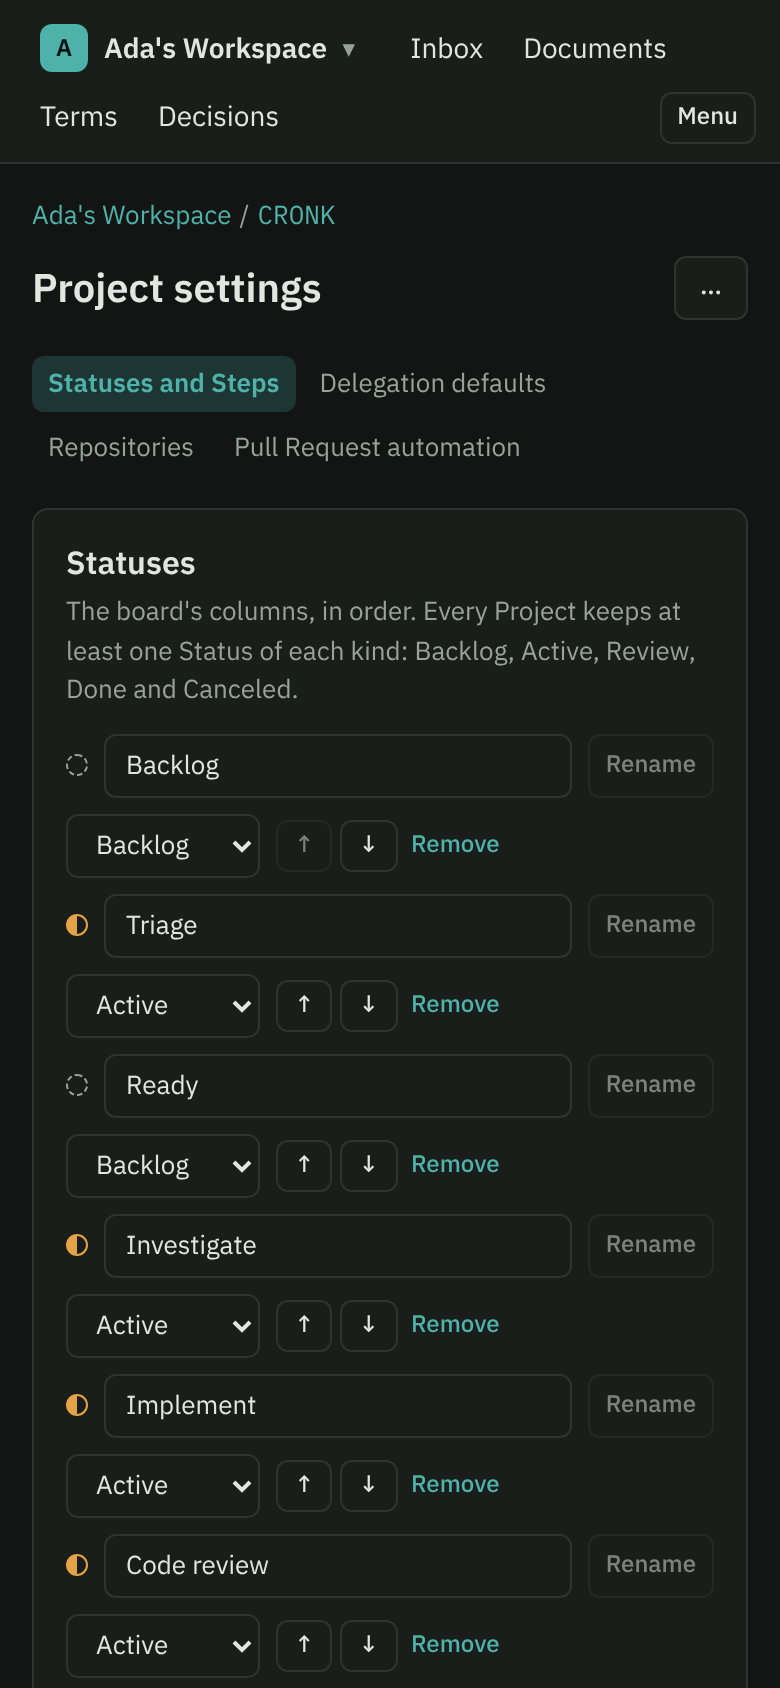 A Ada's Workspace ▼ Inbox Documents
Terms Decisions Menu
Ada's Workspace / CRONK
Project settings ...
Statuses and Steps Delegation defaults
Repositories Pull Request automation
Statuses
The board's columns, in order. Every Project keeps at
least one Status of each kind: Backlog, Active, Review,
Done and Canceled.
Backlog Rename
Backlog ↑ ↓ Remove
Triage Rename
Active ↑ ↓ Remove
Ready Rename
Backlog ↑ ↓ Remove
Investigate Rename
Active ↑ ↓ Remove
Implement Rename
Active ↑ ↓ Remove
Code review Rename
Active ↑ ↓ Remove